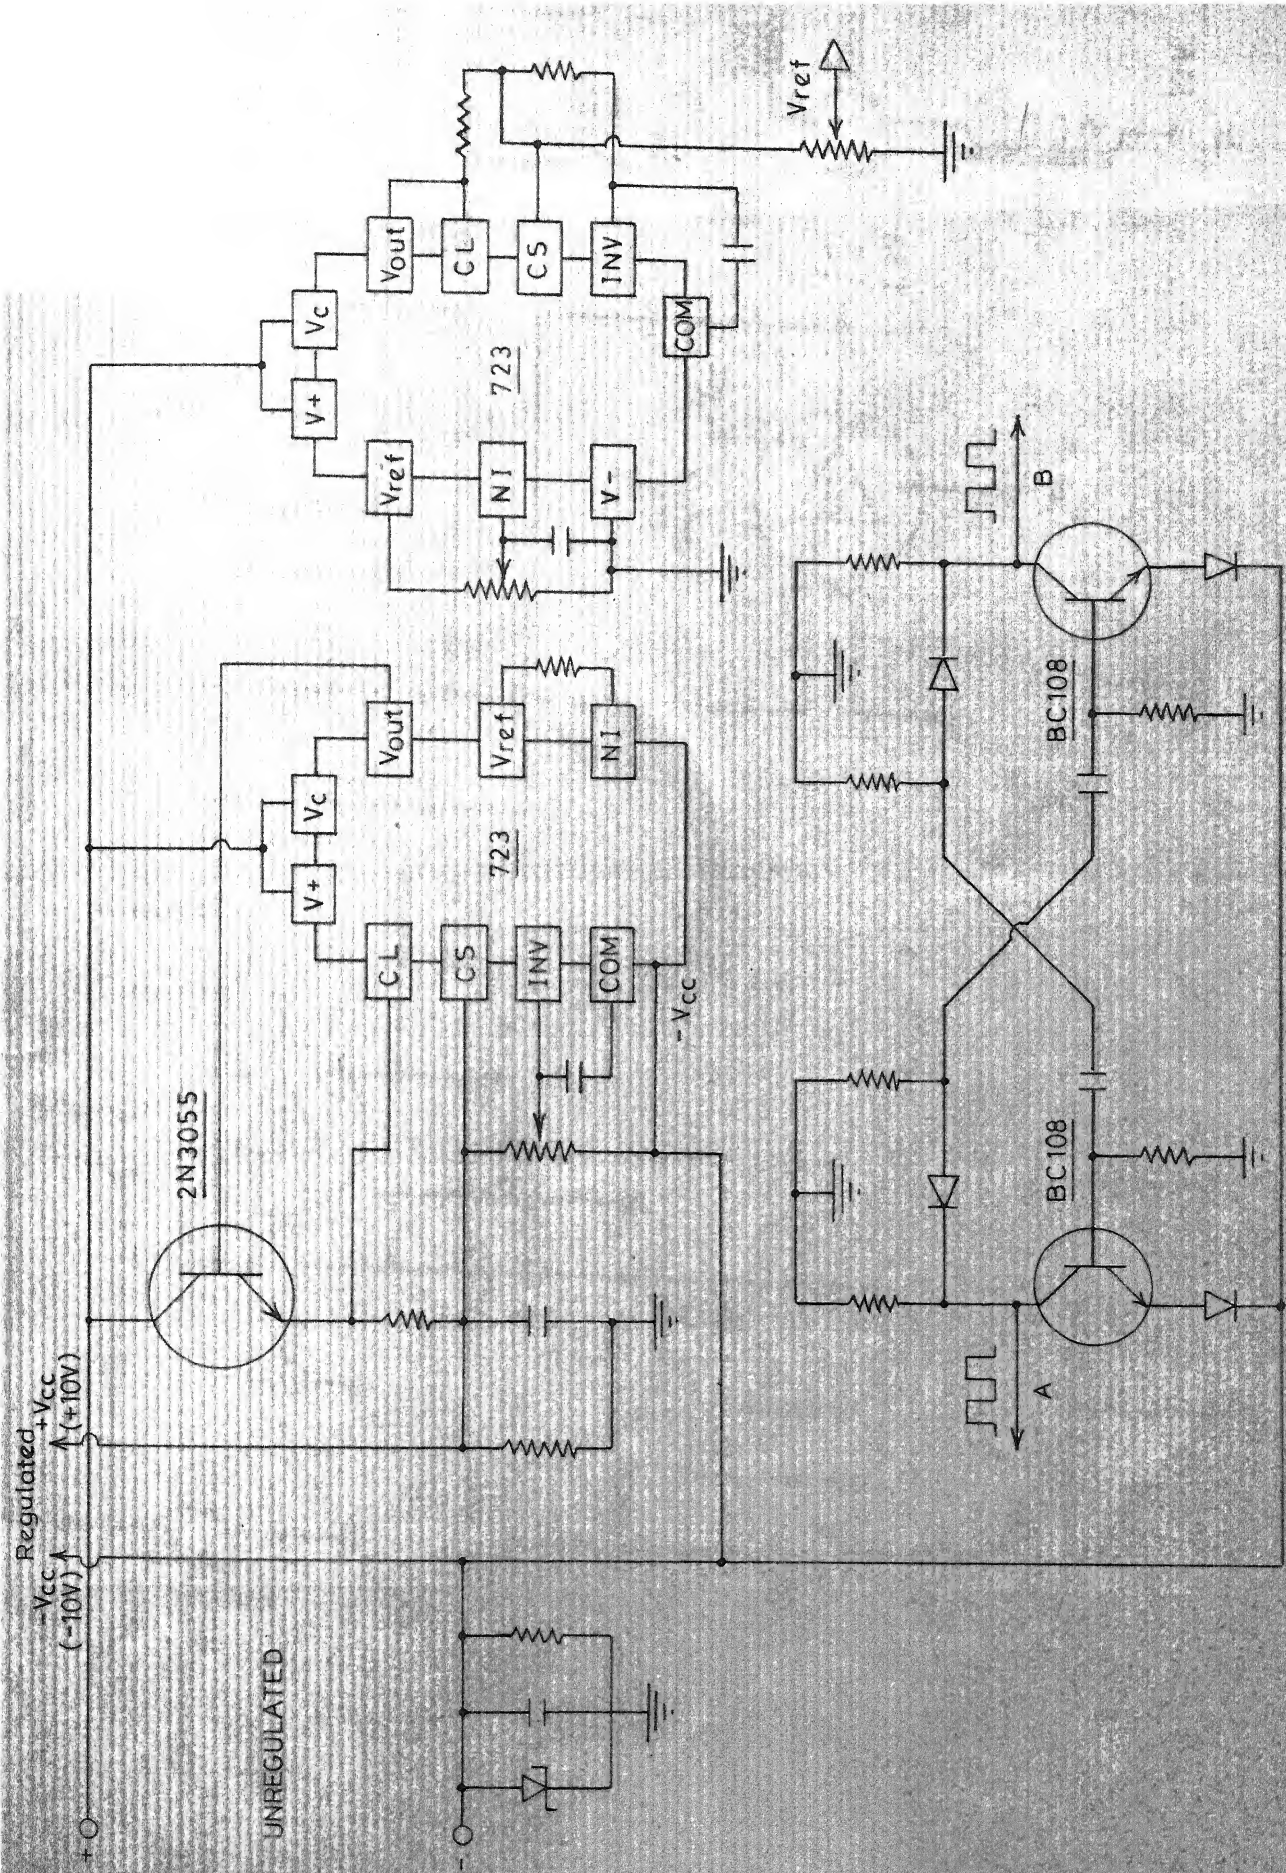 Regulated
-Vcc
(-10V)
+Vcc
(+10V)
+
UNREGULATED
-
2N3055
V+
Vc
CL
Vout
CS
723
Vref
INV
NI
COM
-Vcc
V+
Vc
Vref
Vout
NI
723
CL
CS
V-
INV
COM
Vref
A
BC108
BC108
B